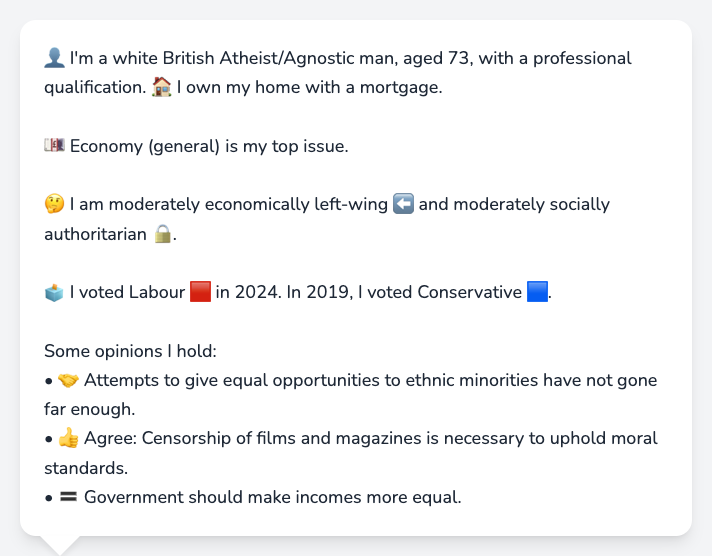 👤 I'm a white British Atheist/Agnostic man, aged 73, with a professional
qualification. 🏠 I own my home with a mortgage.
💷 Economy (general) is my top issue.
🤔 I am moderately economically left-wing ⬅️ and moderately socially
authoritarian 🔒.
🗳️ I voted Labour 🟥 in 2024. In 2019, I voted Conservative 🟦.
Some opinions I hold:
• 🤝 Attempts to give equal opportunities to ethnic minorities have not gone
far enough.
• 👍 Agree: Censorship of films and magazines is necessary to uphold moral
standards.
• 🟰 Government should make incomes more equal.